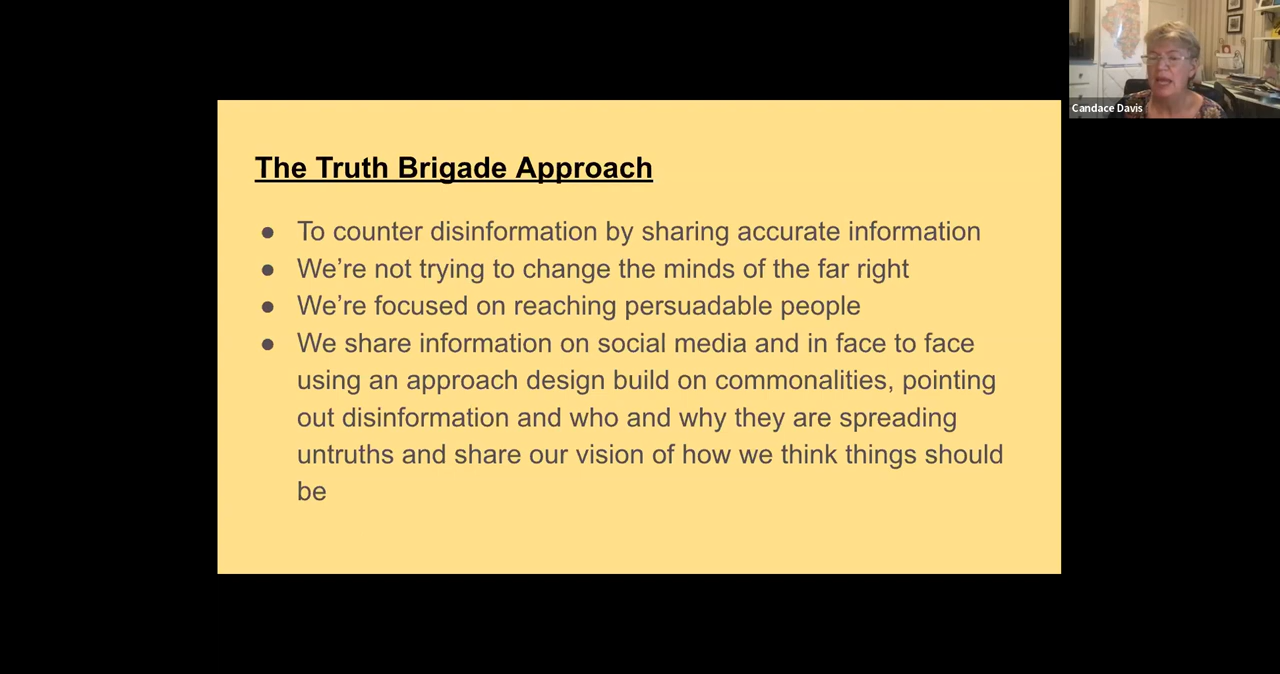 Candace Davis
The Truth Brigade Approach
● To counter disinformation by sharing accurate information
● We’re not trying to change the minds of the far right
● We’re focused on reaching persuadable people
● We share information on social media and in face to face
using an approach design build on commonalities, pointing
out disinformation and who and why they are spreading
untruths and share our vision of how we think things should
be